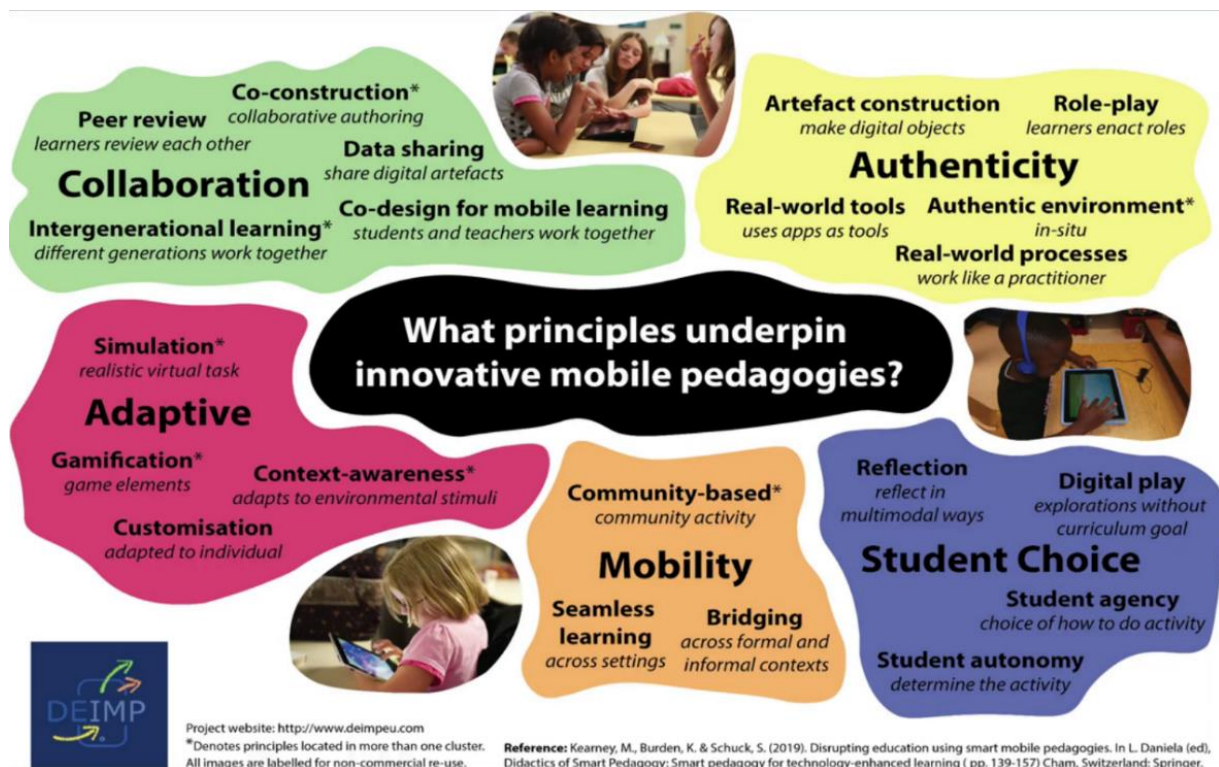 Co-construction*
collaborative authoring
Peer review
learners review each other
Data sharing
share digital artefacts
Collaboration
Intergenerational learning*
different generations work together
Co-design for mobile learning
students and teachers work together
Artefact construction
make digital objects
Role-play
learners enact roles
Authenticity
Real-world tools
uses apps as tools
Authentic environment*
in-situ
Real-world processes
work like a practitioner
What principles underpin
innovative mobile pedagogies?
Simulation*
realistic virtual task
Adaptive
Gamification*
game elements
Context-awareness*
adapts to environmental stimuli
Customisation
adapted to individual
Community-based*
community activity
Mobility
Seamless
learning
across settings
Bridging
across formal and
informal contexts
Reflection
reflect in
multimodal ways
Digital play
explorations without
curriculum goal
Student Choice
Student agency
choice of how to do activity
Student autonomy
determine the activity
DEIMP
Project website: http://www.deimpeu.com
*Denotes principles located in more than one cluster.
All images are labelled for non-commercial re-use.
Reference: Kearney, M., Burden, K. & Schuck, S. (2019). Disrupting education using smart mobile pedagogies. In L. Daniela (ed),
Didactics of Smart Pedagogy: Smart pedagogy for technology-enhanced learning ( pp. 139-157) Cham, Switzerland: Springer.